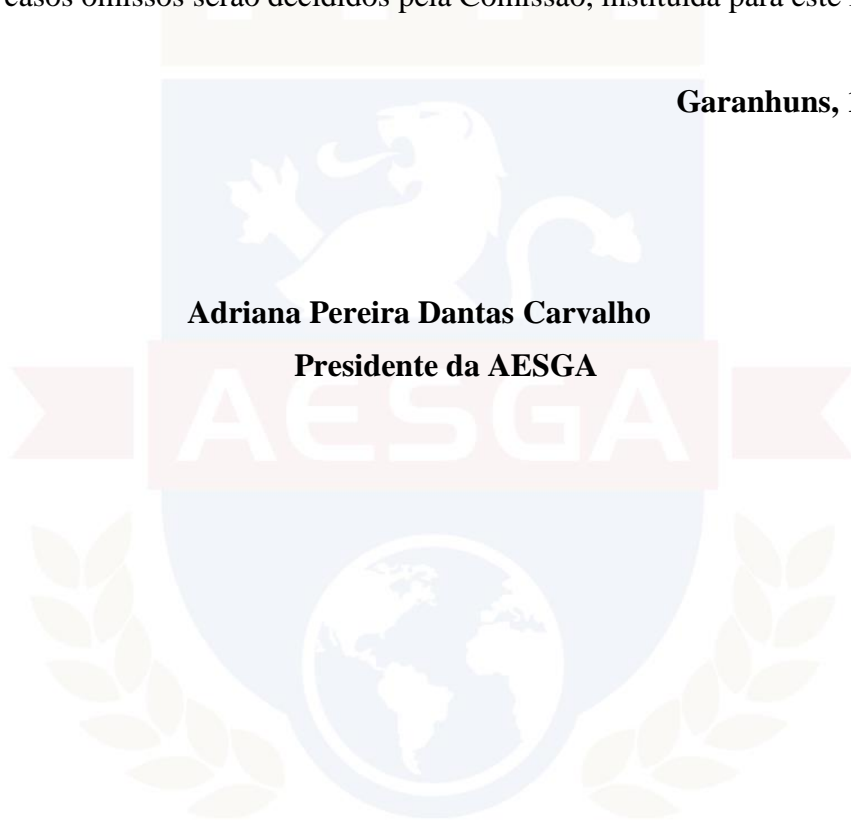 casos omissos serão decididos pela Comissão, instituída para este
Garanhuns,
Adriana Pereira Dantas Carvalho
Presidente da AESGA
AESGA